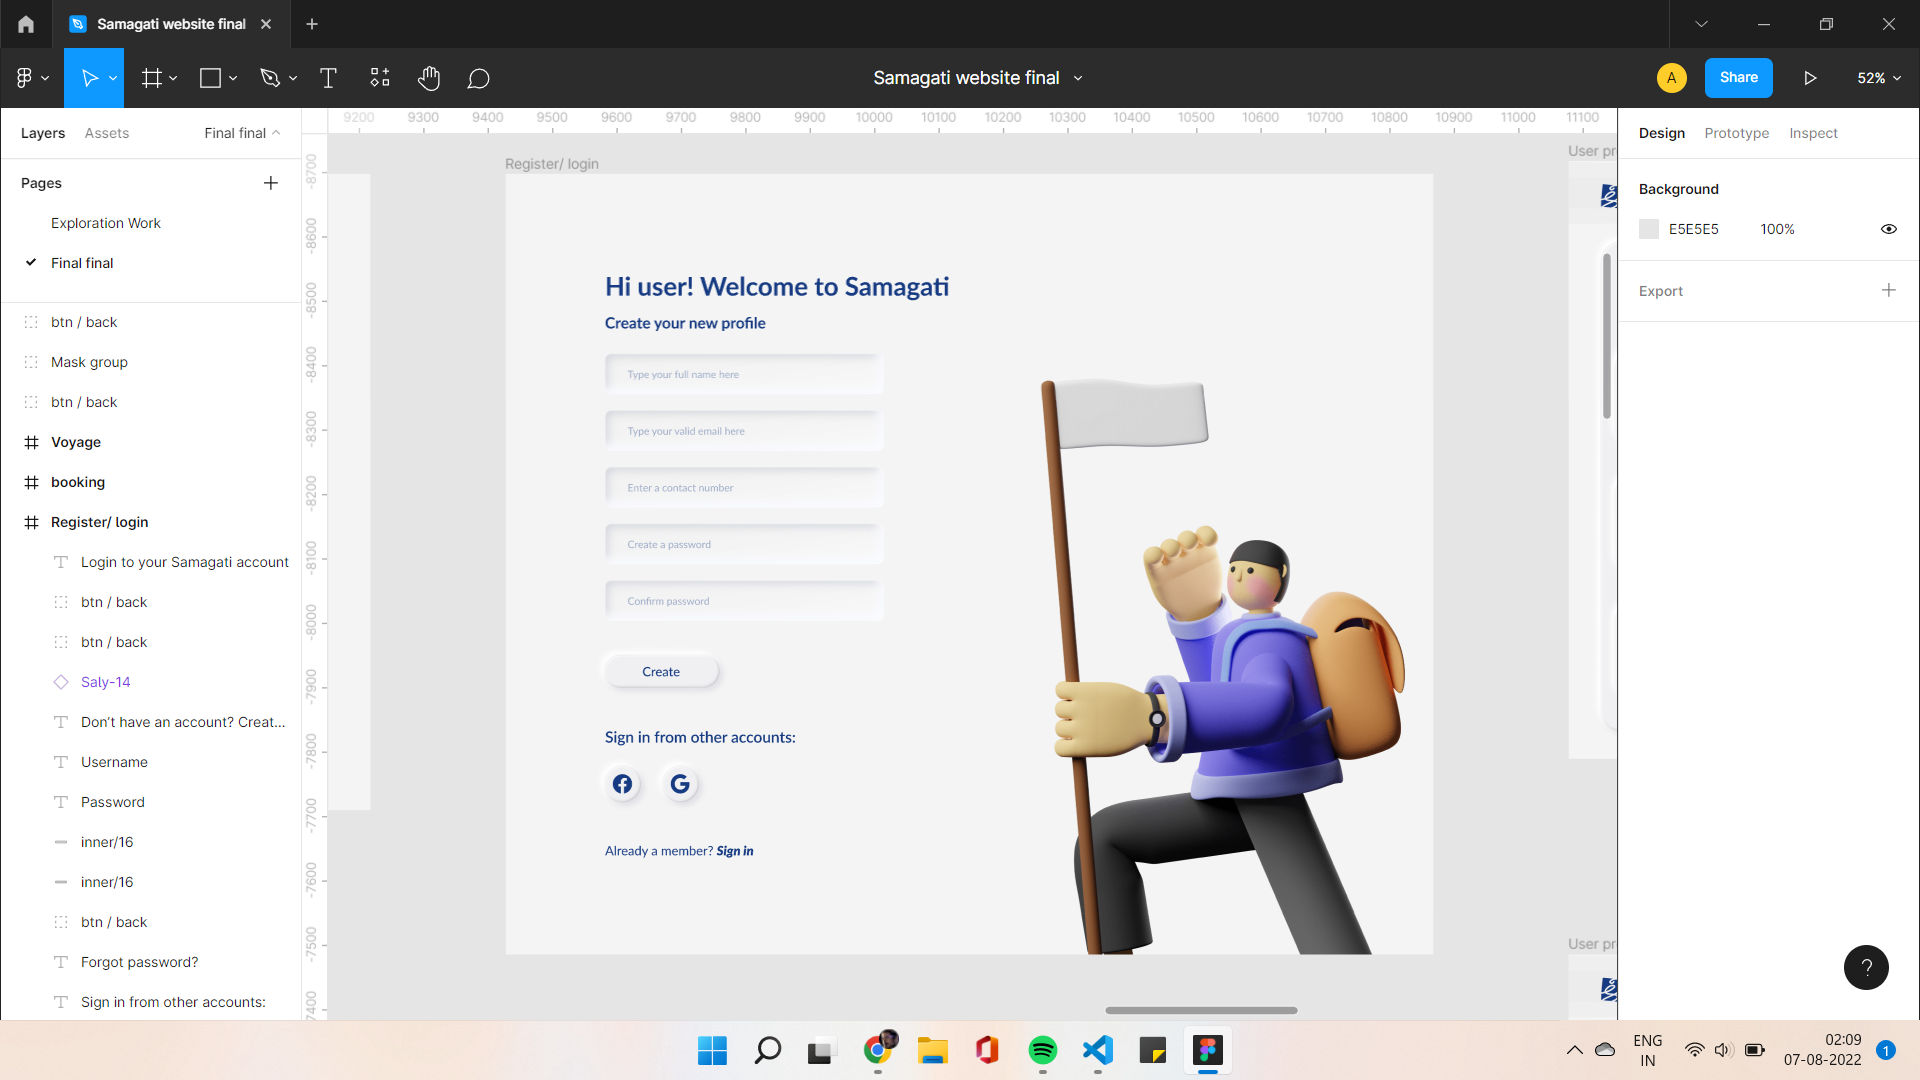 Samagati website final
Samagati website final
A
Share
52%
Layers
Assets
Final final
Pages
Exploration Work
Final final
btn / back
Mask group
btn / back
Voyage
booking
Register/ login
Login to your Samagati account
btn / back
btn / back
Saly-14
Don't have an account? Creat...
Username
Password
inner/16
inner/16
btn / back
Forgot password?
Sign in from other accounts:
9200 9300 9400 9500 9600 9700 9800 9900 10000 10100 10200 10300 10400 10500 10600 10700 10800 10900 11000 11100
-8700
-8600
-8500
-8400
-8300
-8200
-8100
-8000
-7900
-7800
-7700
-7600
-7500
Register/ login
Hi user! Welcome to Samagati
Create your new profile
Type your full name here
Type your valid email here
Enter a contact number
Create a password
Confirm password
Create
Sign in from other accounts:
G
Already a member? Sign in
User pr
User pr
Design
Prototype
Inspect
Background
E5E5E5
100%
Export
?
ENG
IN
02:09
07-08-2022
1